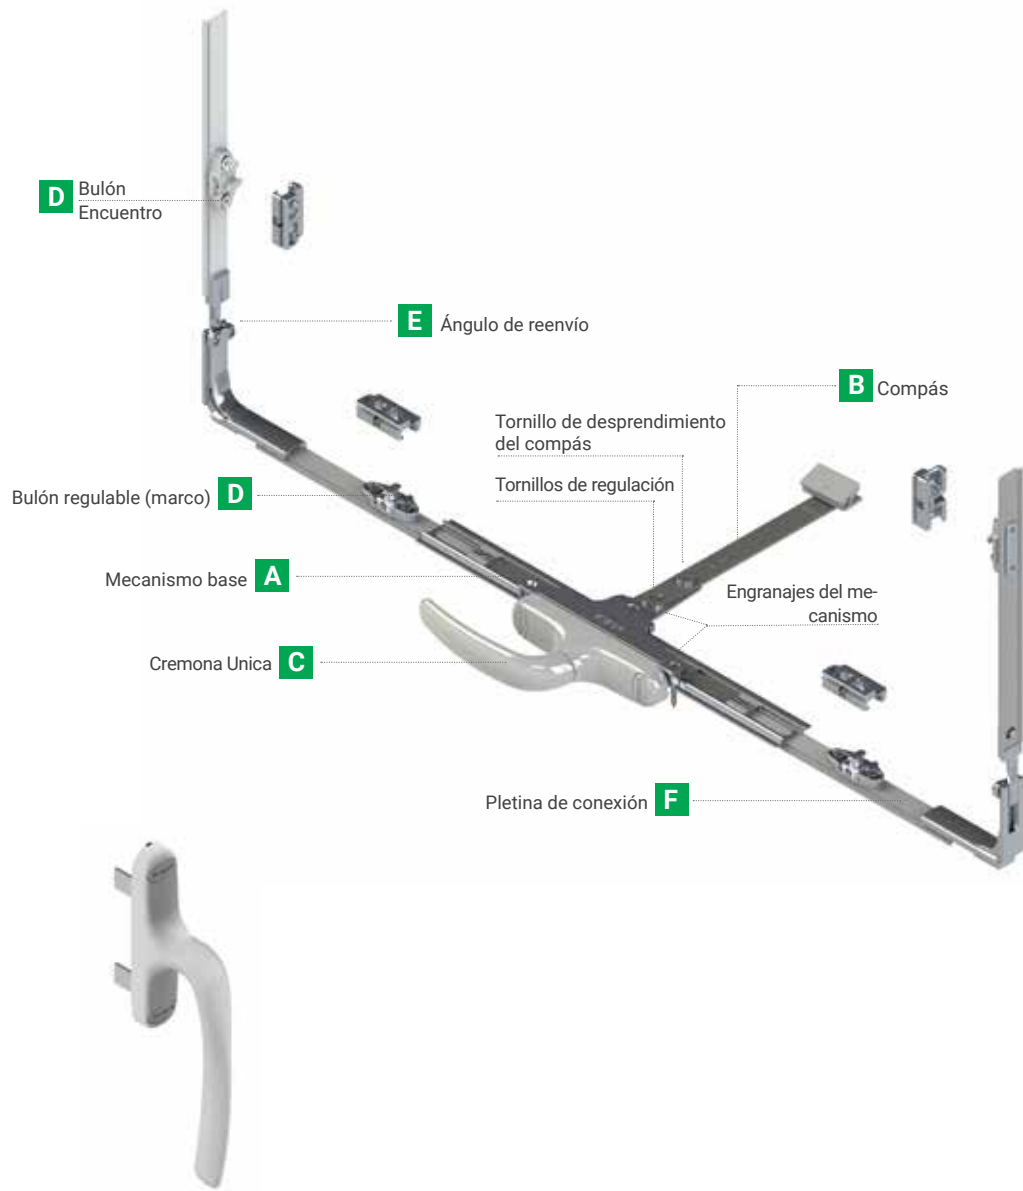 D Bulón
Encuentro
E Ángulo de reenvío
B Compás
Tornillo de desprendimiento
del compás
Tornillos de regulación
Bulón regulable (marco) D
Mecanismo base A
Engranajes del me-
canismo
Cremona Unica C
Pletina de conexión F